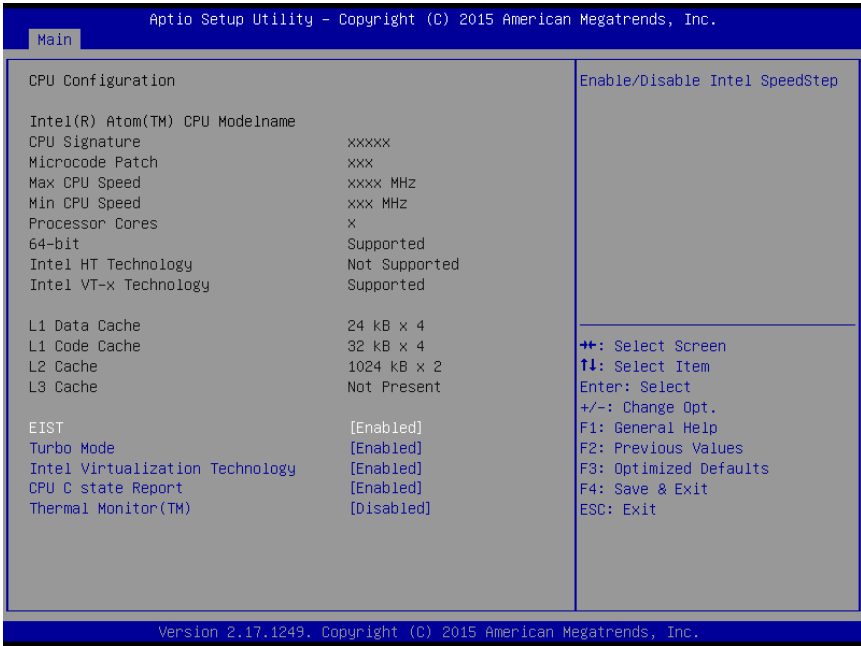 Aptio Setup Utility – Copyright (C) 2015 American Megatrends, Inc.
Main
CPU Configuration
Intel(R) Atom(TM) CPU Modelname
CPU Signature xxxxx
Microcode Patch xxx
Max CPU Speed xxxx MHz
Min CPU Speed xxx MHz
Processor Cores x
64-bit Supported
Intel HT Technology Not Supported
Intel VT-x Technology Supported
L1 Data Cache 24 kB x 4
L1 Code Cache 32 kB x 4
L2 Cache 1024 kB x 2
L3 Cache Not Present
EIST [Enabled]
Turbo Mode [Enabled]
Intel Virtualization Technology [Enabled]
CPU C state Report [Enabled]
Thermal Monitor(TM) [Disabled]
Enable/Disable Intel SpeedStep
→←: Select Screen
↑↓: Select Item
Enter: Select
+/-: Change Opt.
F1: General Help
F2: Previous Values
F3: Optimized Defaults
F4: Save & Exit
ESC: Exit
Version 2.17.1249. Copyright (C) 2015 American Megatrends, Inc.